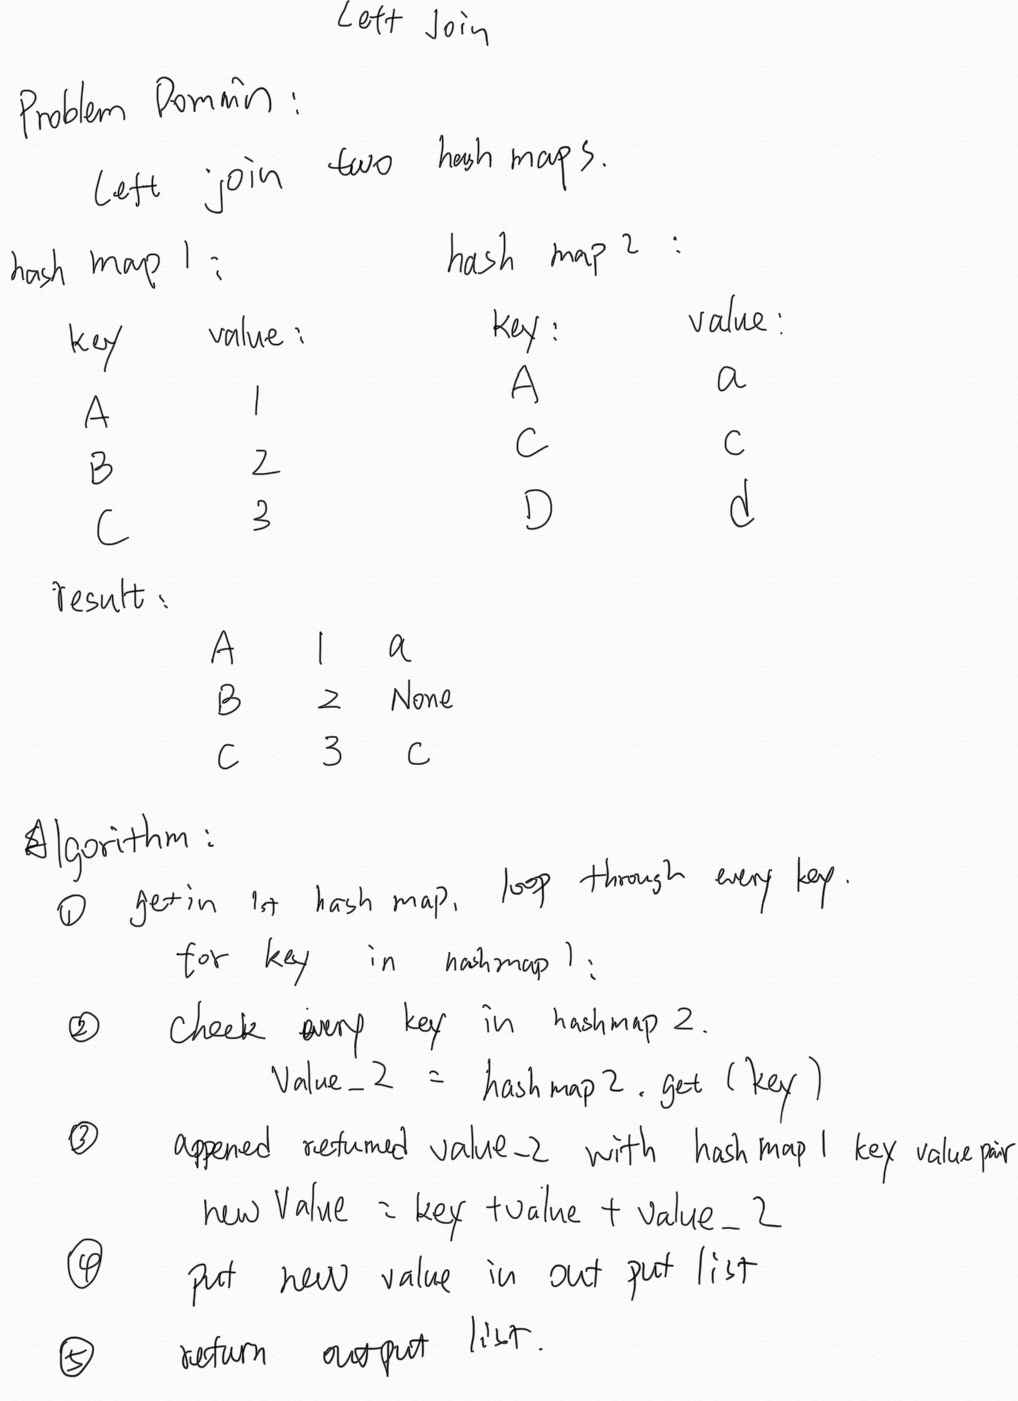 Left Join
Problem Domain:
Left join two hash maps.
hash map 1: hash map 2:
key value: key: value:
A 1 A a
B 2 C c
C 3 D d
result:
A 1 a
B 2 None
C 3 c
Algorithm:
① get in 1st hash map, loop through every key.
for key in hashmap 1:
② check every key in hashmap 2.
Value_2 = hashmap2.get (key)
③ appened returned value_2 with hash map 1 key value pair
new Value = key + value + value_2
④ put new value in out put list
⑤ return output list.